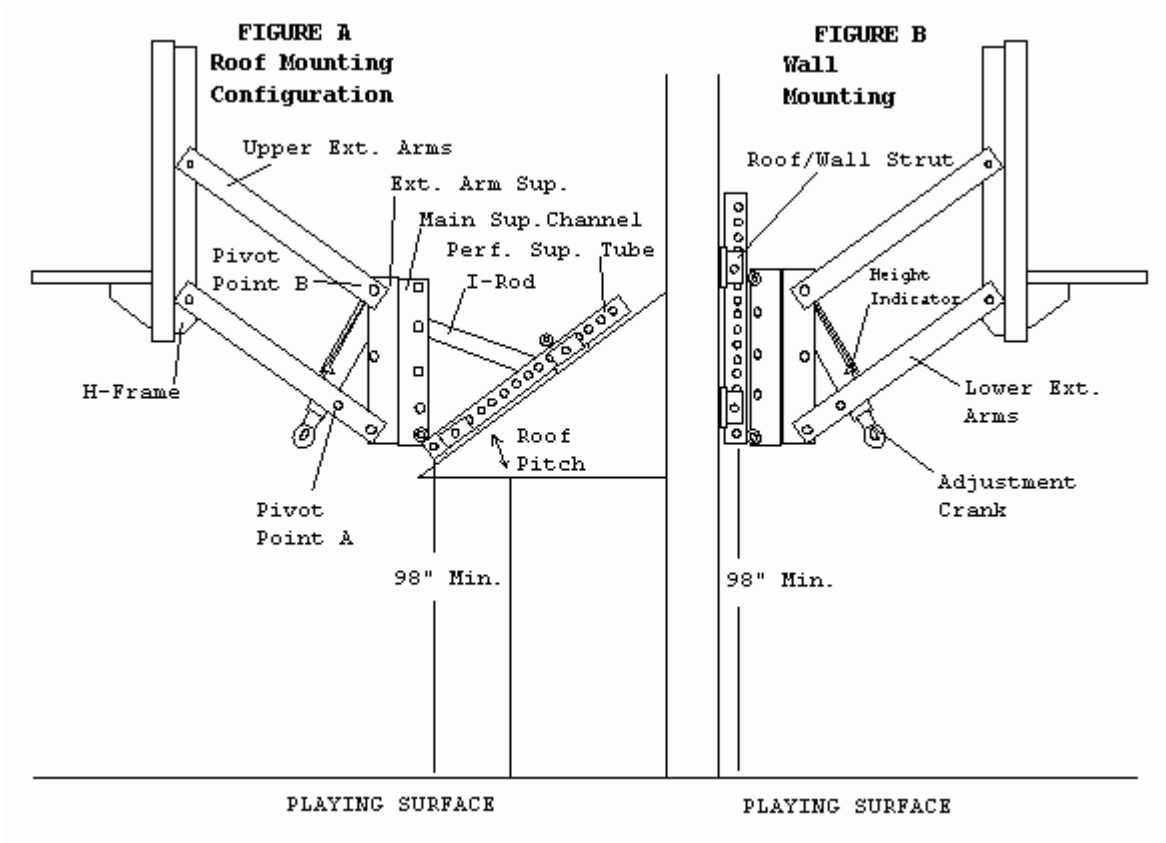 FIGURE A
Roof Mounting
Configuration
Upper Ext. Arms
Ext. Arm Sup.
Main Sup.Channel
Perf. Sup. Tube
I-Rod
Pivot
Point B
H-Frame
Roof
Pitch
Pivot
Point A
98" Min.
PLAYING SURFACE
FIGURE B
Wall
Mounting
Roof/Wall Strut
Height
Indicator
Lower Ext.
Arms
Adjustment
Crank
98" Min.
PLAYING SURFACE